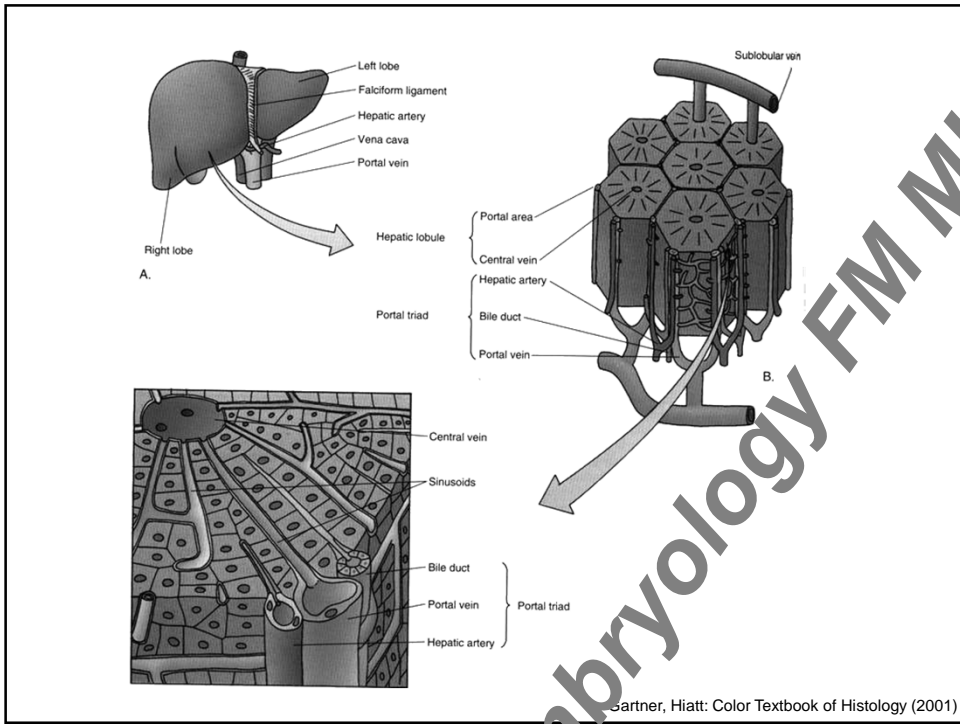 Left lobe
Falciform ligament
Hepatic artery
Vena cava
Portal vein
Right lobe
A.
Sublobular vein
Hepatic lobule
Portal area
Central vein
Portal triad
Hepatic artery
Bile duct
Portal vein
B.
Central vein
Sinusoids
Bile duct
Portal vein
Hepatic artery
Portal triad
Gartner, Hiatt: Color Textbook of Histology (2001)